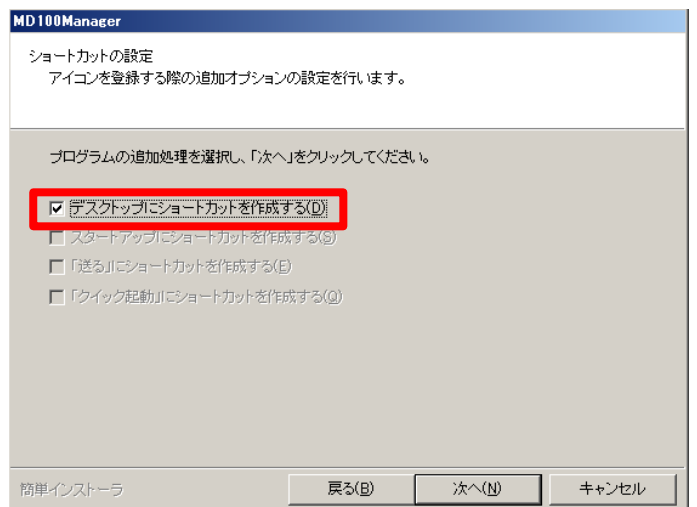 MD100Manager
ショートカットの設定
アイコンを登録する際の追加オプションの設定を行います。
プログラムの追加処理を選択し、「次へ」をクリックしてください。
デスクトップにショートカットを作成する(D)
スタートアップにショートカットを作成する(S)
「送る」にショートカットを作成する(E)
「クイック起動」にショートカットを作成する(Q)
簡単インストーラ
戻る(B)
次へ(N)
キャンセル